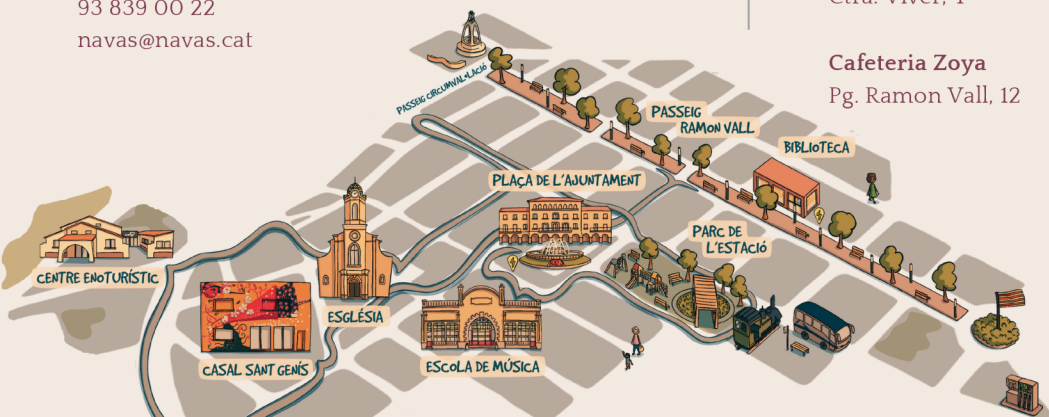 93 839 00 22
navas@navas.cat
Ctra. Viver, 1
Cafeteria Zoya
Pg. Ramon Vall, 12
PASSEIG CIRCUMVAL·LACIÓ
PASSEIG
RAMON VALL
BIBLIOTECA
PLAÇA DE L'AJUNTAMENT
PARC DE
L'ESTACIÓ
CENTRE ENOTURÍSTIC
ESGLÉSIA
CASAL SANT GENÍS
ESCOLA DE MÚSICA